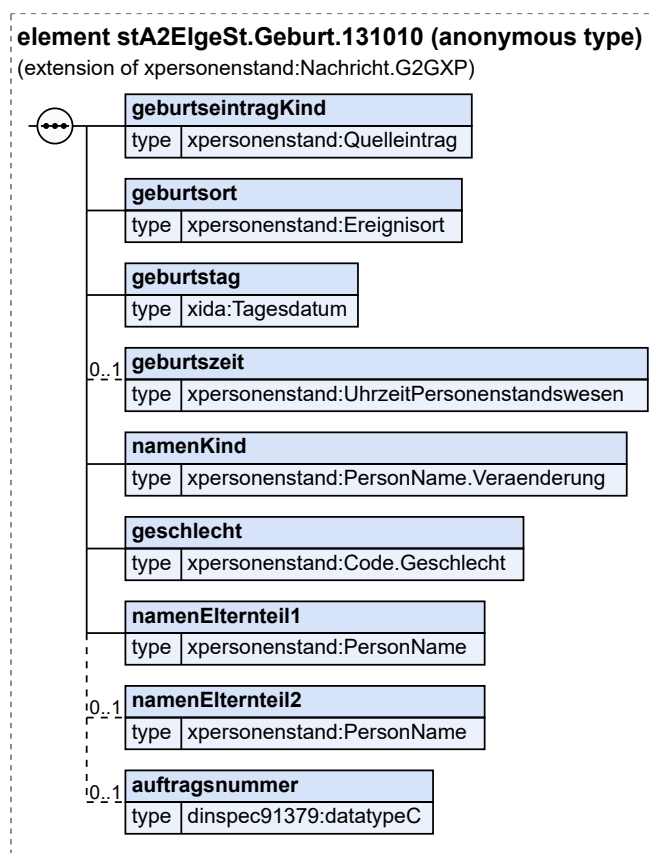 element stA2ElgeSt.Geburt.131010 (anonymous type)
(extension of xpersonenstand:Nachricht.G2GXP)
geburtseintragKind
type xpersonenstand:Quelleintrag
geburtsort
type xpersonenstand:Ereignisort
geburtstag
type xida:Tagesdatum
0..1 geburtszeit
type xpersonenstand:UhrzeitPersonenstandswesen
namenKind
type xpersonenstand:PersonName.Veraenderung
geschlecht
type xpersonenstand:Code.Geschlecht
namenElternteil1
type xpersonenstand:PersonName
0..1 namenElternteil2
type xpersonenstand:PersonName
0..1 auftragsnummer
type dinspec91379:datatypeC